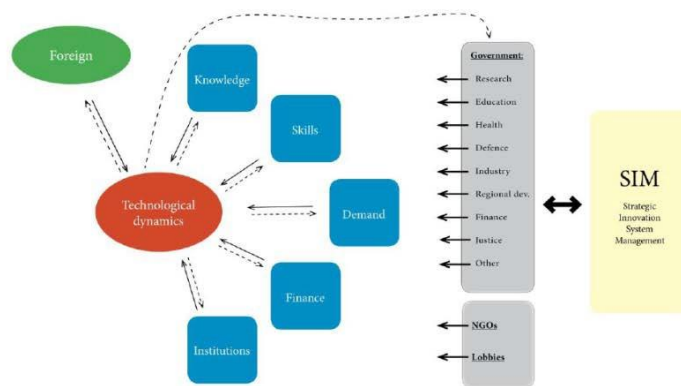 Foreign
Knowledge
Skills
Technological
dynamics
Demand
Finance
Institutions
Government:
Research
Education
Health
Defence
Industry
Regional dev.
Finance
Justice
Other
NGOs
Lobbies
SIM
Strategic
Innovation
System
Management